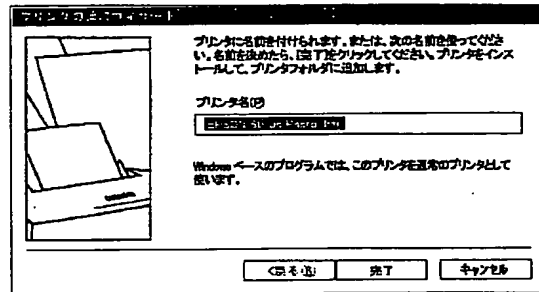 プリンタの追加ウィザード
プリンタに名前を付けられます。または、次の名前を使ってくださ
い。名前を決めたら、[完了]をクリックしてください。プリンタをインス
トールして、プリンタフォルダに追加します。
プリンタ名(P)
Windows ベースのプログラムでは、このプリンタを通常のプリンタとして
使います。
<戻る(B)
完了
キャンセル